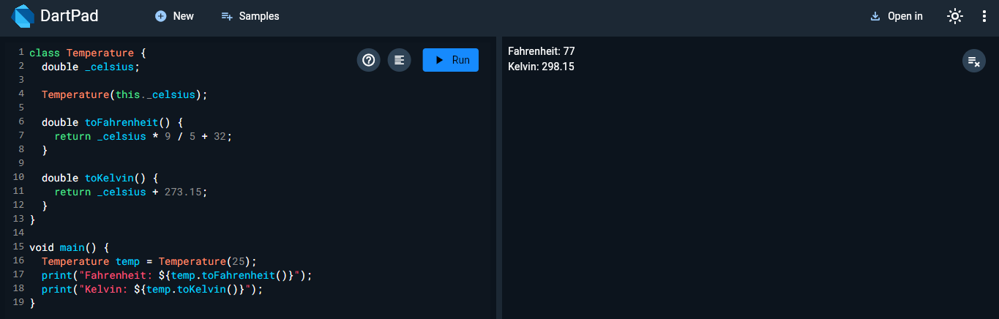 DartPad
New
Samples
Open in
1 class Temperature {
2   double _celsius;
3
4   Temperature(this._celsius);
5
6   double toFahrenheit() {
7     return _celsius * 9 / 5 + 32;
8   }
9
10   double toKelvin() {
11     return _celsius + 273.15;
12   }
13 }
14
15 void main() {
16   Temperature temp = Temperature(25);
17   print("Fahrenheit: ${temp.toFahrenheit()}");
18   print("Kelvin: ${temp.toKelvin()}");
19 }
Run
Fahrenheit: 77
Kelvin: 298.15